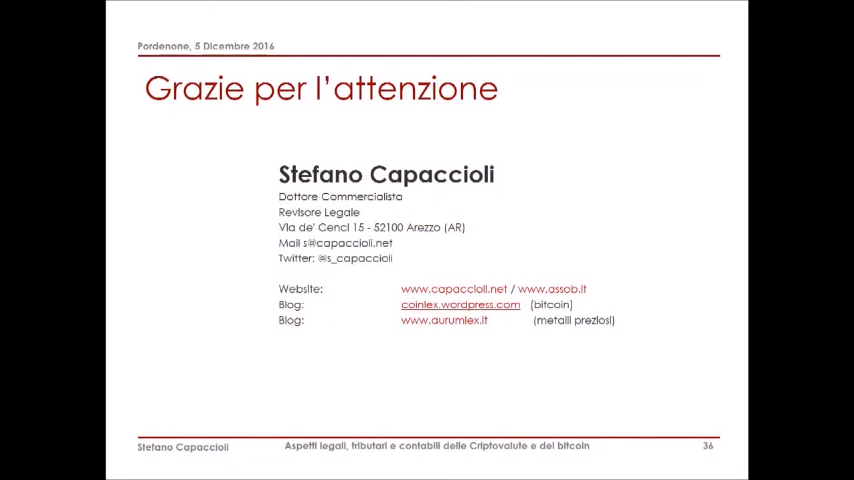 Pordenone, 5 Dicembre 2016
Grazie per l'attenzione
Stefano Capaccioli
Dottore Commercialista
Revisore Legale
Via de' Cenci 15 - 52100 Arezzo (AR)
Mail s@capaccioli.net
Twitter: @s_capaccioli
Website: www.capaccioli.net / www.assob.it
Blog: coinlex.wordpress.com (bitcoin)
Blog: www.aurumlex.it (metalli preziosi)
Stefano Capaccioli Aspetti legali, tributari e contabili delle Criptovalute e del bitcoin 36